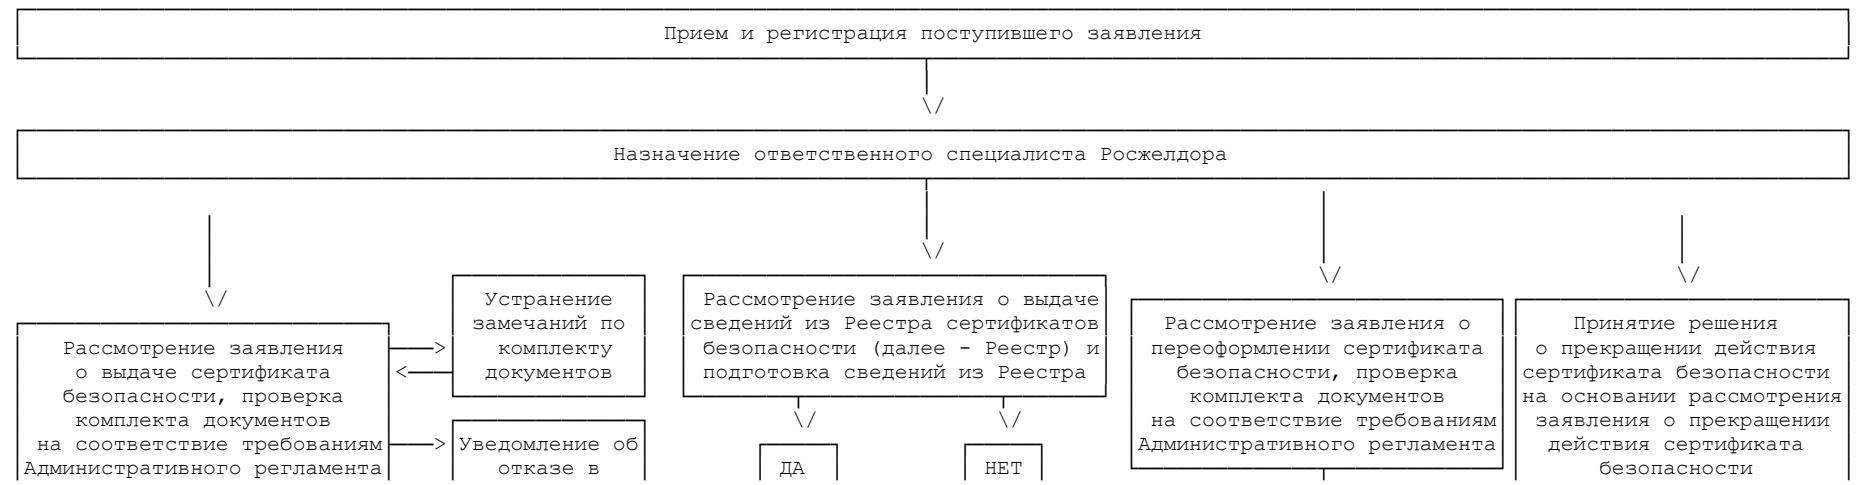 Прием и регистрация поступившего заявления
Назначение ответственного специалиста Росжелдора
Рассмотрение заявления
о выдаче сертификата
безопасности, проверка
комплекта документов
на соответствие требованиям
Административного регламента
Устранение
замечаний по
комплекту
документов
Уведомление об
отказе в
Рассмотрение заявления о выдаче
сведений из Реестра сертификатов
безопасности (далее - Реестр) и
подготовка сведений из Реестра
ДА
НЕТ
Рассмотрение заявления о
переоформлении сертификата
безопасности, проверка
комплекта документов
на соответствие требованиям
Административного регламента
Принятие решения
о прекращении действия
сертификата безопасности
на основании рассмотрения
заявления о прекращении
действия сертификата
безопасности